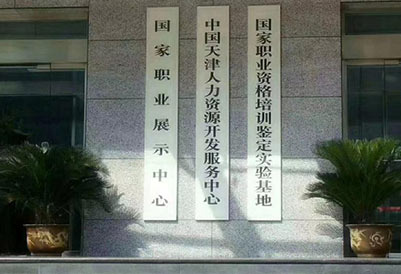 国家职业展示中心
中国天津人力资源开发服务中心
国家职业资格培训鉴定实验基地